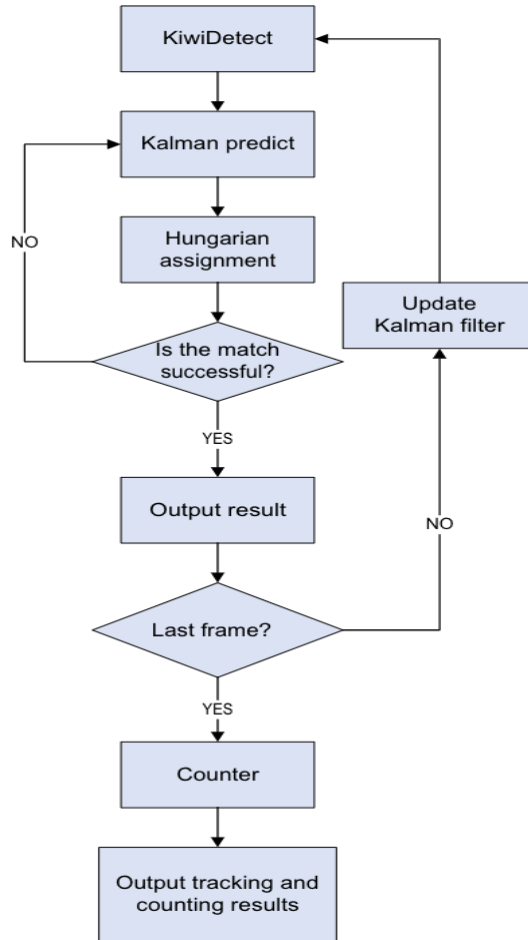 KiwiDetect
Kalman predict
Hungarian
assignment
NO
Is the match
successful?
YES
Output result
Update
Kalman filter
NO
Last frame?
YES
Counter
Output tracking and
counting results